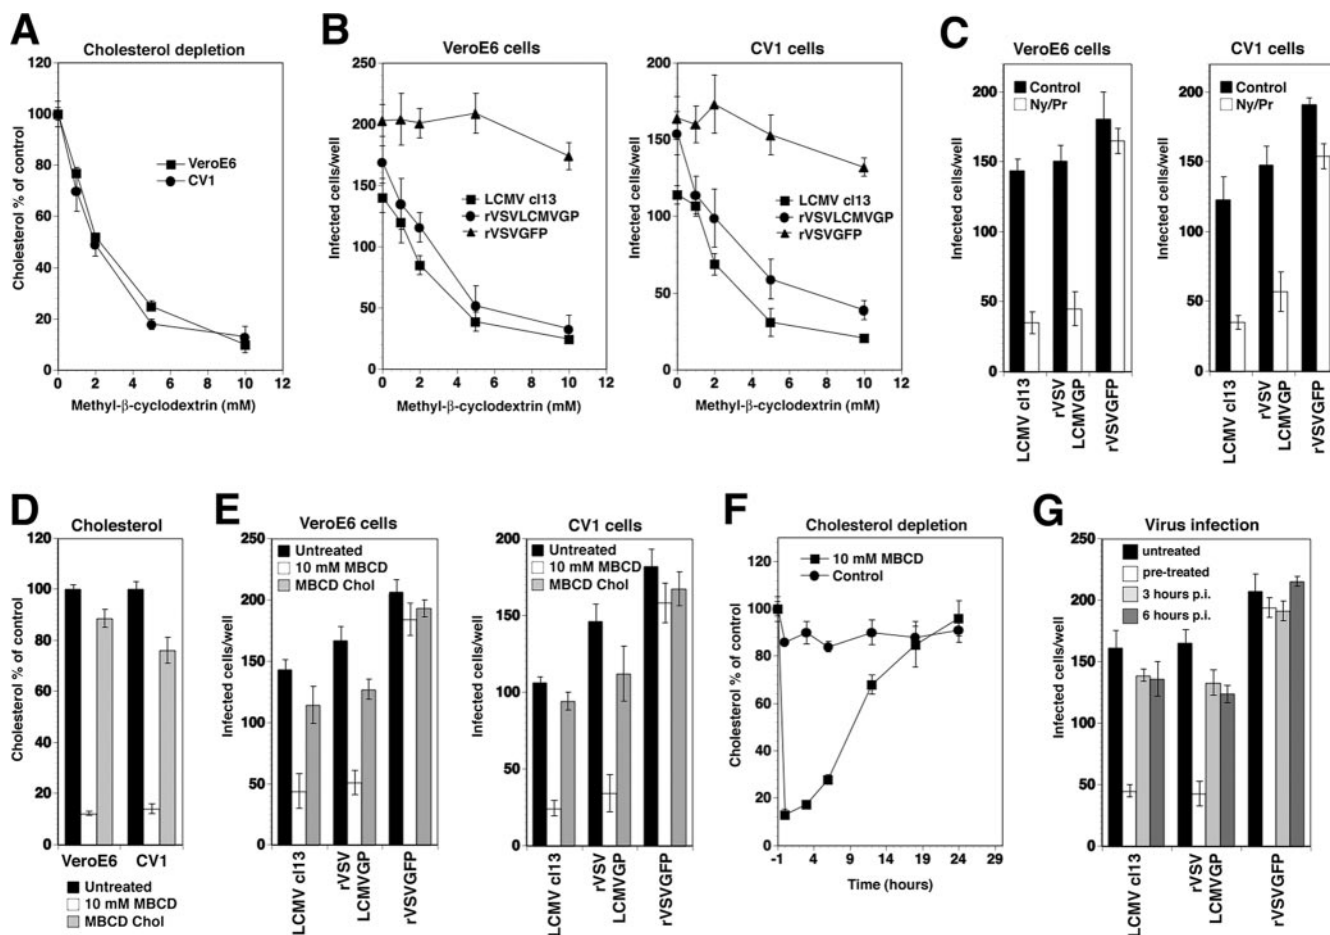 A
Cholesterol depletion
Cholesterol % of control
120
100
80
60
40
20
0
VeroE6
CV1
0 2 4 6 8 10 12
Methyl-β-cyclodextrin (mM)
B
VeroE6 cells
Infected cells/well
250
200
150
100
50
0
LCMV cl13
rVSVLCMVGP
rVSVGFP
0 2 4 6 8 10 12
Methyl-β-cyclodextrin (mM)
CV1 cells
Infected cells/well
200
150
100
50
0
LCMV cl13
rVSVLCMVGP
rVSVGFP
0 2 4 6 8 10 12
Methyl-β-cyclodextrin (mM)
C
VeroE6 cells
Infected cells/well
200
150
100
50
0
Control
Ny/Pr
LCMV cl13
rVSV
LCMVGP
rVSVGFP
CV1 cells
Infected cells/well
200
150
100
50
0
Control
Ny/Pr
LCMV cl13
rVSV
LCMVGP
rVSVGFP
D
Cholesterol
Cholesterol % of control
120
100
80
60
40
20
0
VeroE6 CV1
Untreated
10 mM MBCD
MBCD Chol
E
VeroE6 cells
Infected cells/well
250
200
150
100
50
0
Untreated
10 mM MBCD
MBCD Chol
LCMV cl13
rVSV
LCMVGP
rVSVGFP
CV1 cells
Infected cells/well
200
150
100
50
0
Untreated
10 mM MBCD
MBCD Chol
LCMV cl13
rVSV
LCMVGP
rVSVGFP
F
Cholesterol depletion
Cholesterol % of control
120
100
80
60
40
20
0
10 mM MBCD
Control
-1 4 9 14 19 24 29
Time (hours)
G
Virus infection
Infected cells/well
250
200
150
100
50
0
untreated
pre-treated
3 hours p.i.
6 hours p.i.
LCMV cl13
rVSV
LCMVGP
rVSVGFP